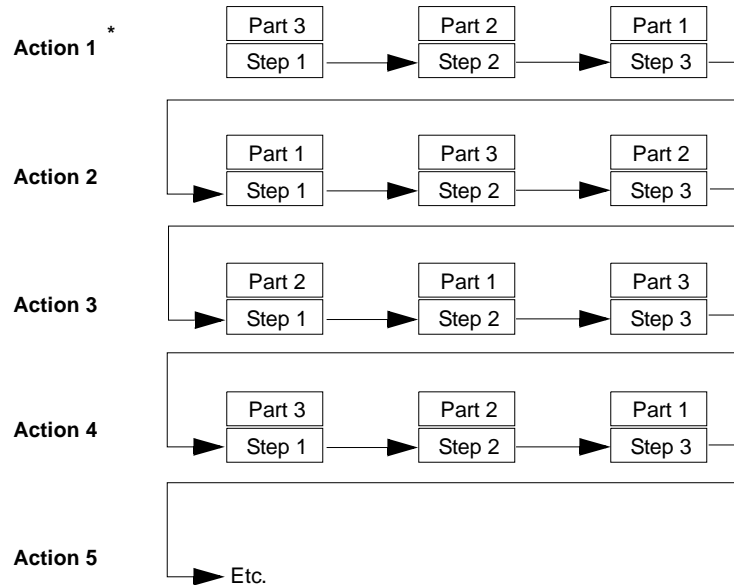 Action 1 *
Part 3 Part 2 Part 1
Step 1 Step 2 Step 3
Action 2
Part 1 Part 3 Part 2
Step 1 Step 2 Step 3
Action 3
Part 2 Part 1 Part 3
Step 1 Step 2 Step 3
Action 4
Part 3 Part 2 Part 1
Step 1 Step 2 Step 3
Action 5
Etc.